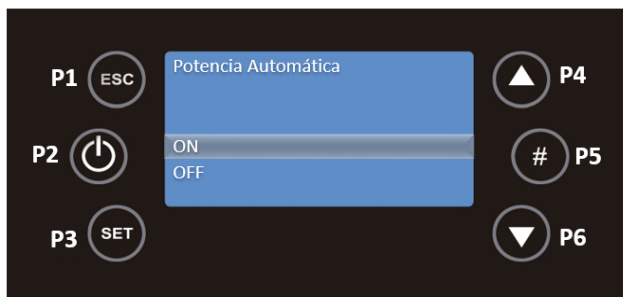 P1 ESC
Potencia Automática
P4
P2
ON
# P5
OFF
P3 SET
P6